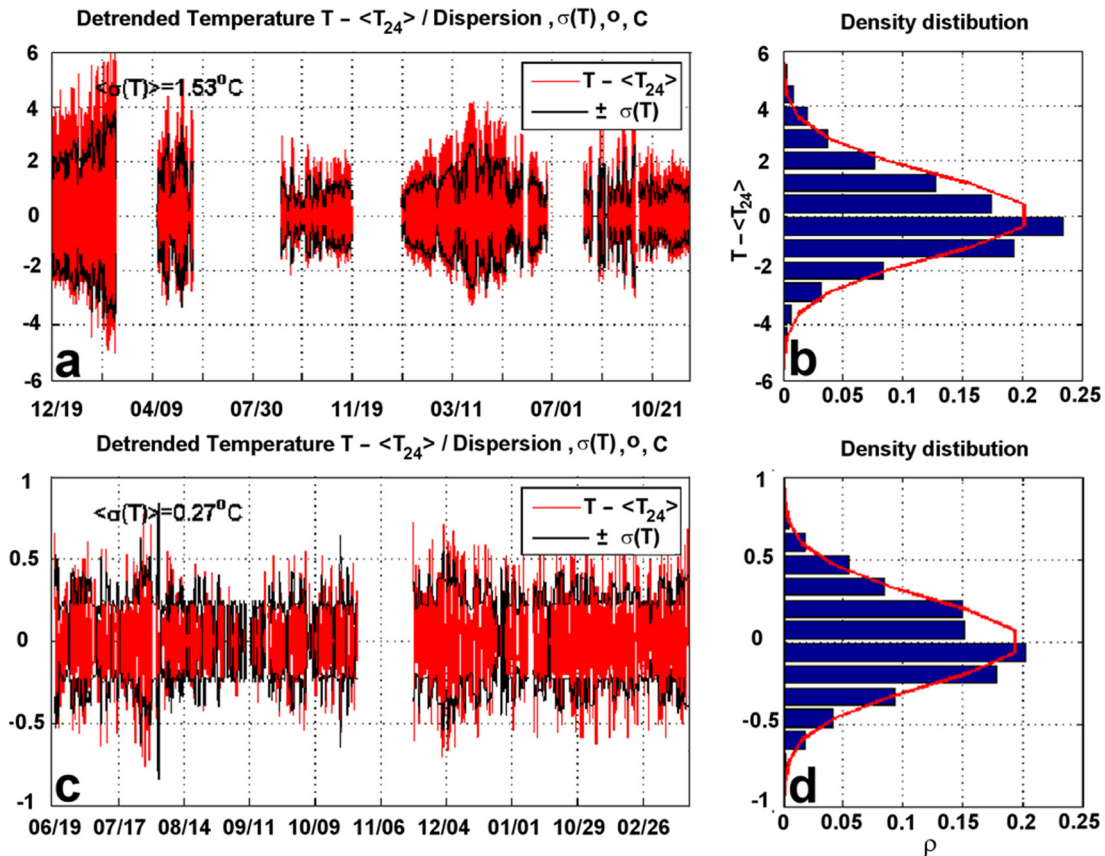 Detrended Temperature T – <T24> / Dispersion , σ(T), o, C
Density distibution
<σ(T)>=1.53°C
T – <T24>
± σ(T)
6
4
2
0
-2
-4
-6
a
12/19 04/09 07/30 11/19 03/11 07/01 10/21
T – <T24>
6
4
2
0
-2
-4
-6
b
0 0.05 0.1 0.15 0.2 0.25
Detrended Temperature T – <T24> / Dispersion , σ(T), o, C
Density distibution
<σ(T)>=0.27°C
T – <T24>
± σ(T)
1
0.5
0
-0.5
-1
c
06/19 07/17 08/14 09/11 10/09 11/06 12/04 01/01 10/29 02/26
1
0.5
0
-0.5
-1
d
0 0.05 0.1 0.15 0.2 0.25
ρ